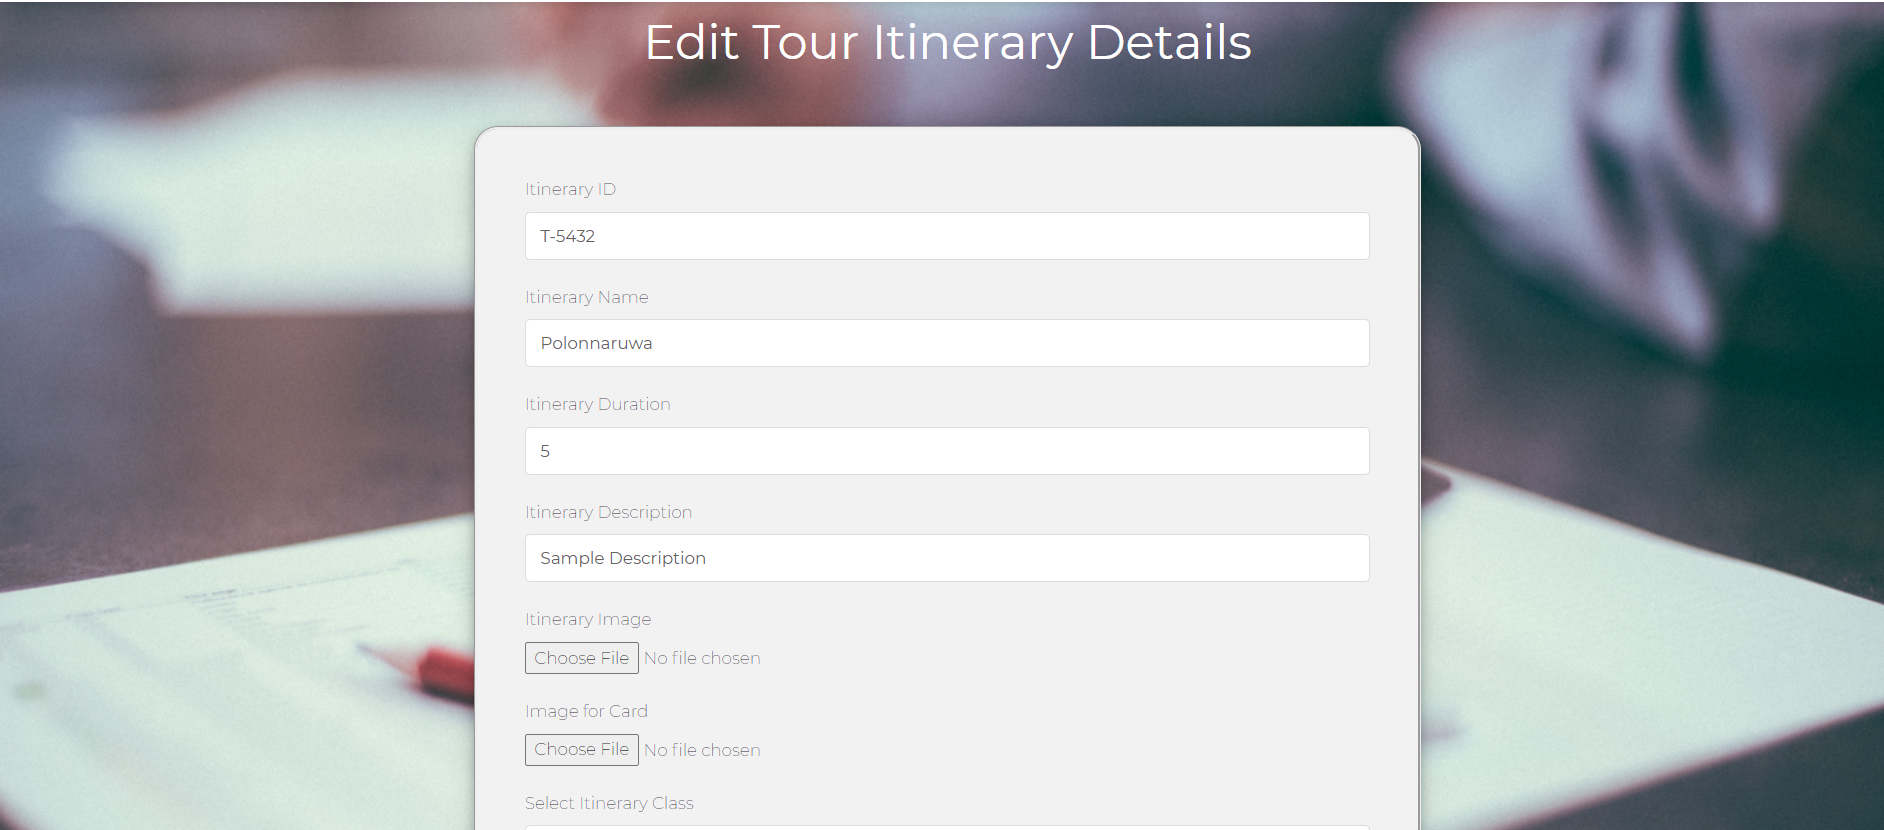 Edit Tour Itinerary Details
Itinerary ID
T-5432
Itinerary Name
Polonnaruwa
Itinerary Duration
5
Itinerary Description
Sample Description
Itinerary Image
Choose File No file chosen
Image for Card
Choose File No file chosen
Select Itinerary Class